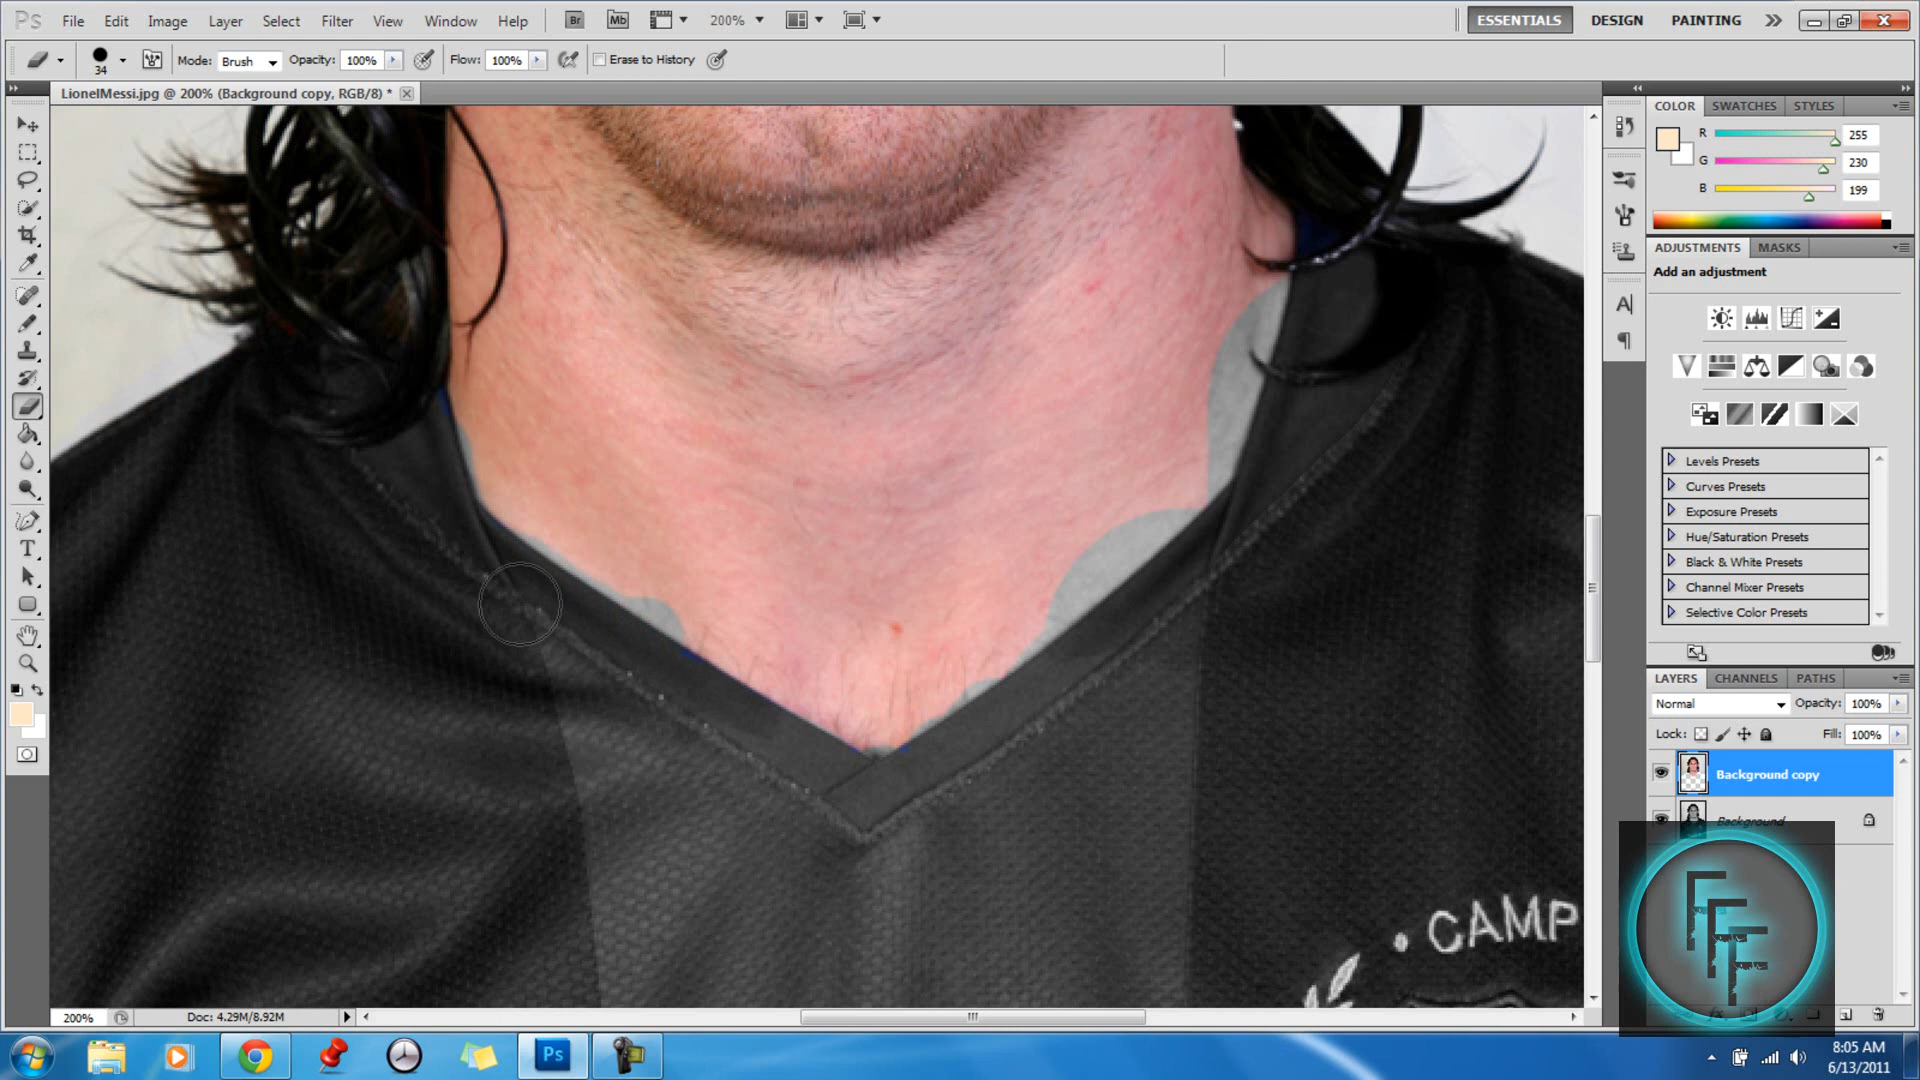 Ps File Edit Image Layer Select Filter Analysis View Window Help Br Mb 200% ESSENTIALS DESIGN PAINTING
34 Mode: Brush Opacity: 100% Flow: 100% Erase to History
LionelMessi.jpg @ 200% (Background copy, RGB/8) *
COLOR SWATCHES STYLES
R 255
G 230
B 199
ADJUSTMENTS MASKS
Add an adjustment
Levels Presets
Curves Presets
Exposure Presets
Hue/Saturation Presets
Black & White Presets
Channel Mixer Presets
Selective Color Presets
LAYERS CHANNELS PATHS
Normal Opacity: 100%
Lock: Fill: 100%
Background copy
Background
CAMP
FFF
200% Doc: 4.29M/8.92M
Ps
8:05 AM
6/13/2011